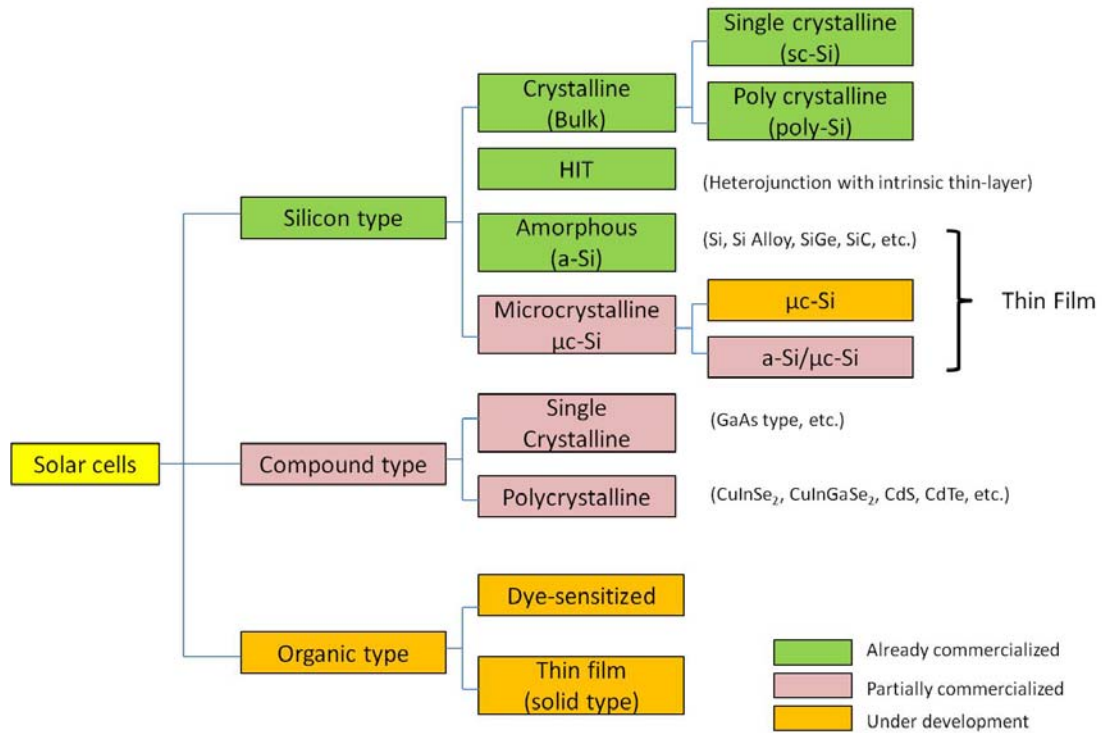 Single crystalline
(sc-Si)
Crystalline
(Bulk)
Poly crystalline
(poly-Si)
HIT
(Heterojunction with intrinsic thin-layer)
Silicon type
Amorphous
(a-Si)
(Si, Si Alloy, SiGe, SiC, etc.)
Microcrystalline
µc-Si
µc-Si
Thin Film
a-Si/µc-Si
Single
Crystalline
(GaAs type, etc.)
Solar cells
Compound type
Polycrystalline
(CuInSe₂, CuInGaSe₂, CdS, CdTe, etc.)
Dye-sensitized
Organic type
Thin film
(solid type)
Already commercialized
Partially commercialized
Under development